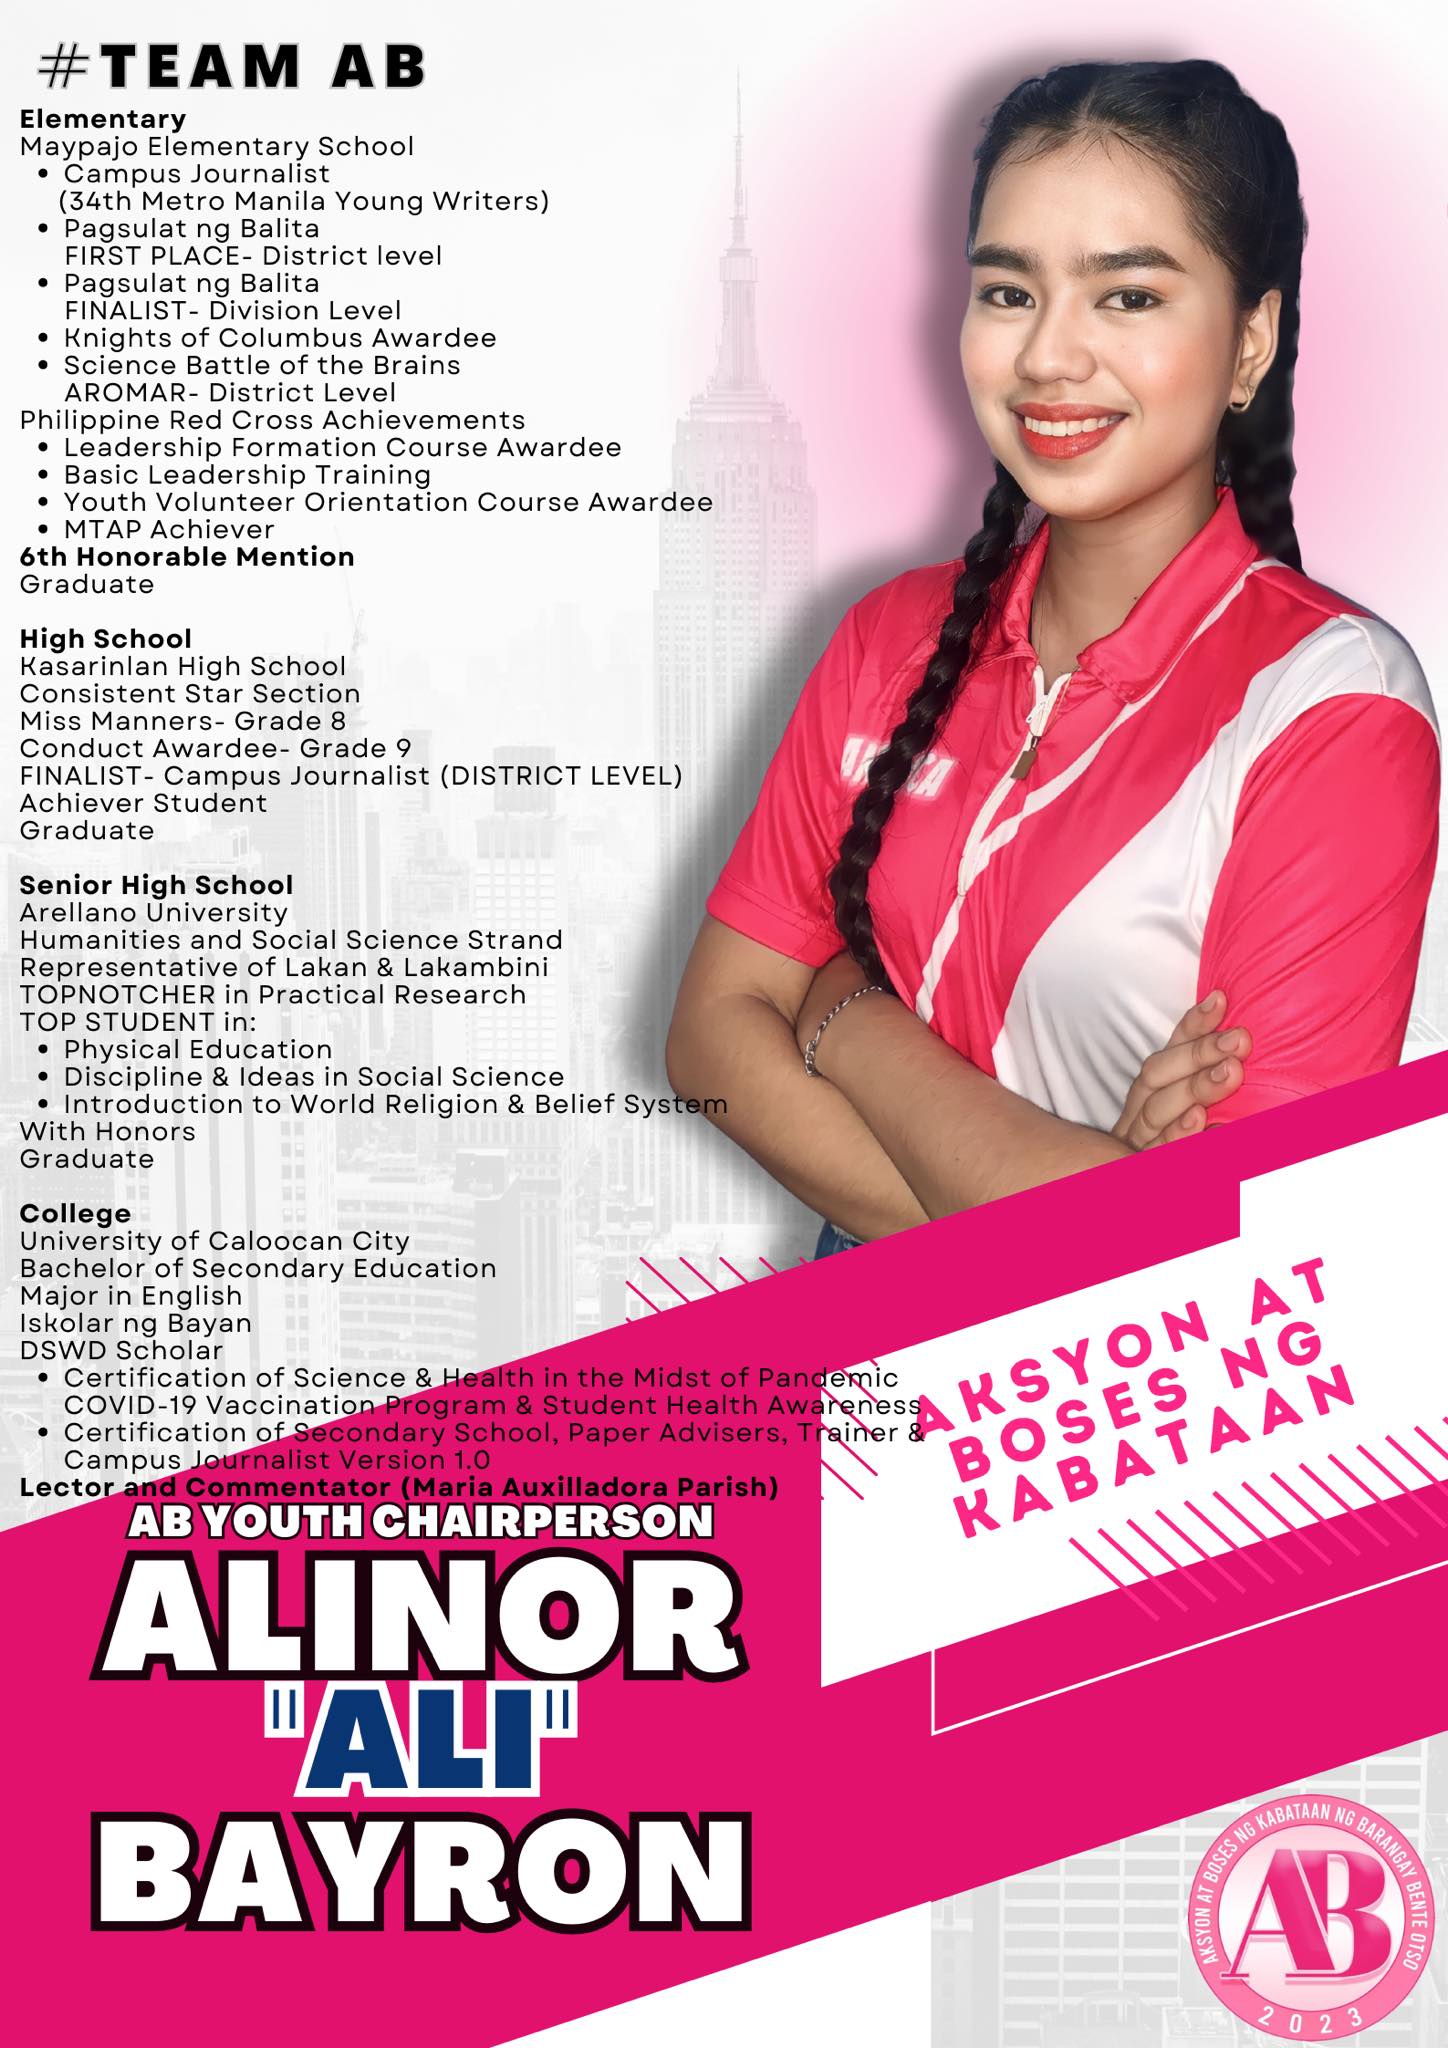 #TEAM AB
Elementary
Maypajo Elementary School
• Campus Journalist
(34th Metro Manila Young Writers)
• Pagsulat ng Balita
FIRST PLACE- District level
• Pagsulat ng Balita
FINALIST- Division Level
• Knights of Columbus Awardee
• Science Battle of the Brains
AROMAR- District Level
Philippine Red Cross Achievements
• Leadership Formation Course Awardee
• Basic Leadership Training
• Youth Volunteer Orientation Course Awardee
• MTAP Achiever
6th Honorable Mention
Graduate
High School
Kasarinlan High School
Consistent Star Section
Miss Manners- Grade 8
Conduct Awardee- Grade 9
FINALIST- Campus Journalist (DISTRICT LEVEL)
Achiever Student
Graduate
Senior High School
Arellano University
Humanities and Social Science Strand
Representative of Lakan & Lakambini
TOPNOTCHER in Practical Research
TOP STUDENT in:
• Physical Education
• Discipline & Ideas in Social Science
• Introduction to World Religion & Belief System
With Honors
Graduate
College
University of Caloocan City
Bachelor of Secondary Education
Major in English
Iskolar ng Bayan
DSWD Scholar
• Certification of Science & Health in the Midst of Pandemic
COVID-19 Vaccination Program & Student Health Awareness
• Certification of Secondary School, Paper Advisers, Trainer &
Campus Journalist Version 1.0
Lector and Commentator (Maria Auxilladora Parish)
AB YOUTH CHAIRPERSON
ALINOR
"ALI"
BAYRON
AKSYON AT
BOSES NG
KABATAAN
AKSYON AT BOSES NG KABATAAN NG BARANGAY BENTE OTSO
AB
2023